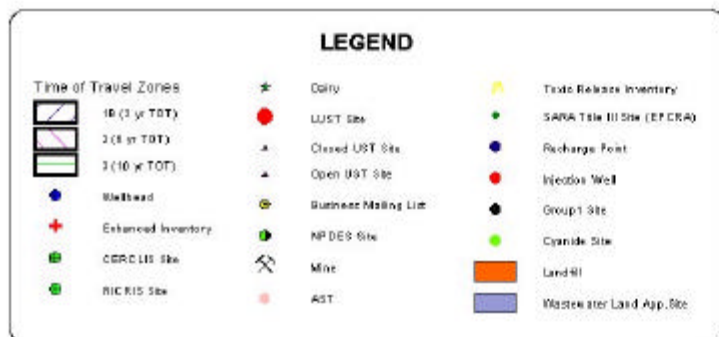 LEGEND
Time of Travel Zones
1B (3 yr TOT)
2 (6 yr TOT)
3 (10 yr TOT)
Wellhead
Enhanced Inventory
CERCLIS Site
RICRIS Site
Dairy
LUST Site
Closed UST Site
Open UST Site
Business Mailing List
NPDES Site
Mine
AST
Toxic Release Inventory
SARA Title III Site (EPCRA)
Recharge Point
Injection Well
Group1 Site
Cyanide Site
Landfill
Wastewater Land App. Site